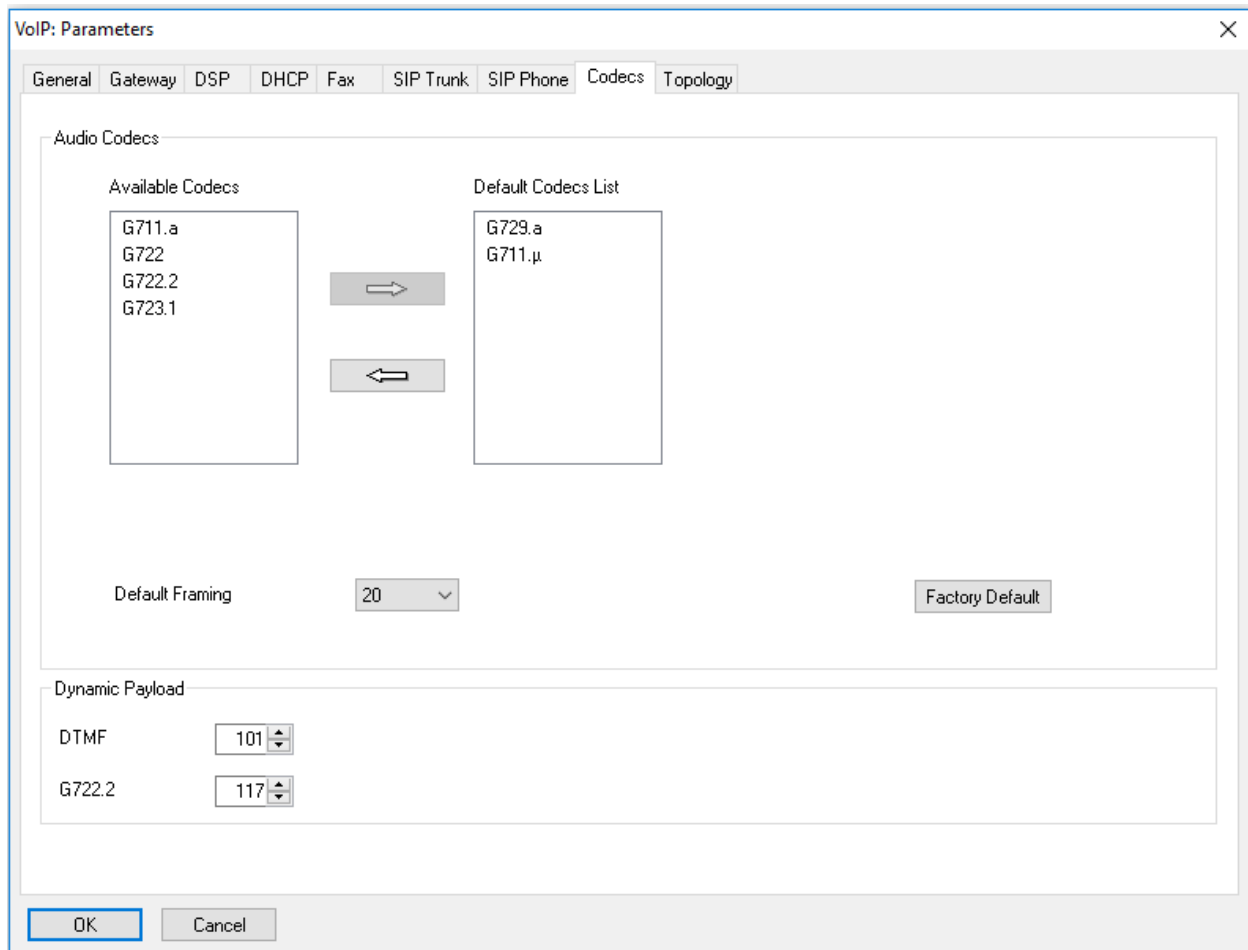 VoIP: Parameters
General Gateway DSP DHCP Fax SIP Trunk SIP Phone Codecs Topology
Audio Codecs
Available Codecs
G711.a
G722
G722.2
G723.1
Default Codecs List
G729.a
G711.µ
Default Framing 20
Factory Default
Dynamic Payload
DTMF 101
G722.2 117
OK Cancel